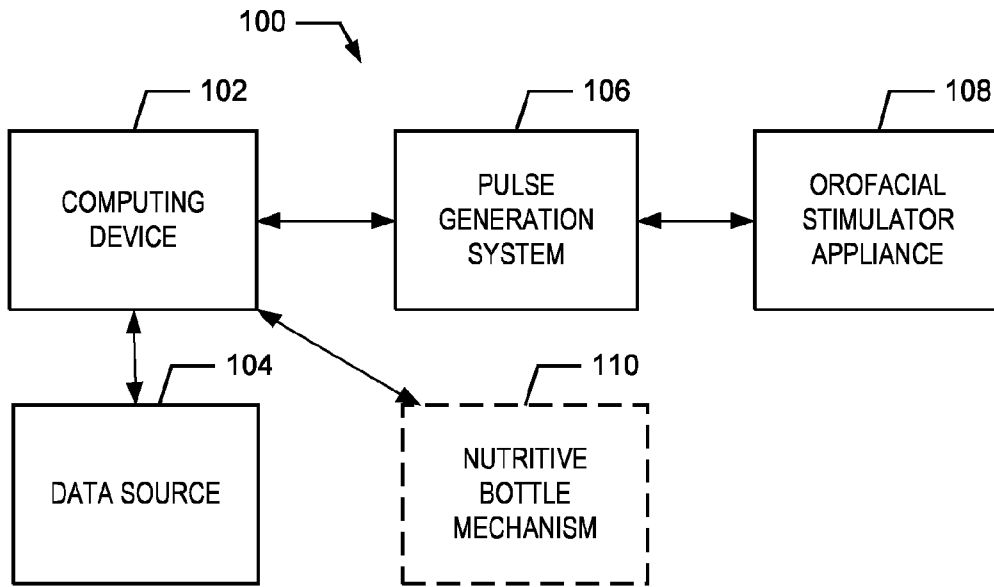 100
102
106
108
COMPUTING
DEVICE
PULSE
GENERATION
SYSTEM
OROFACIAL
STIMULATOR
APPLIANCE
104
110
DATA SOURCE
NUTRITIVE
BOTTLE
MECHANISM